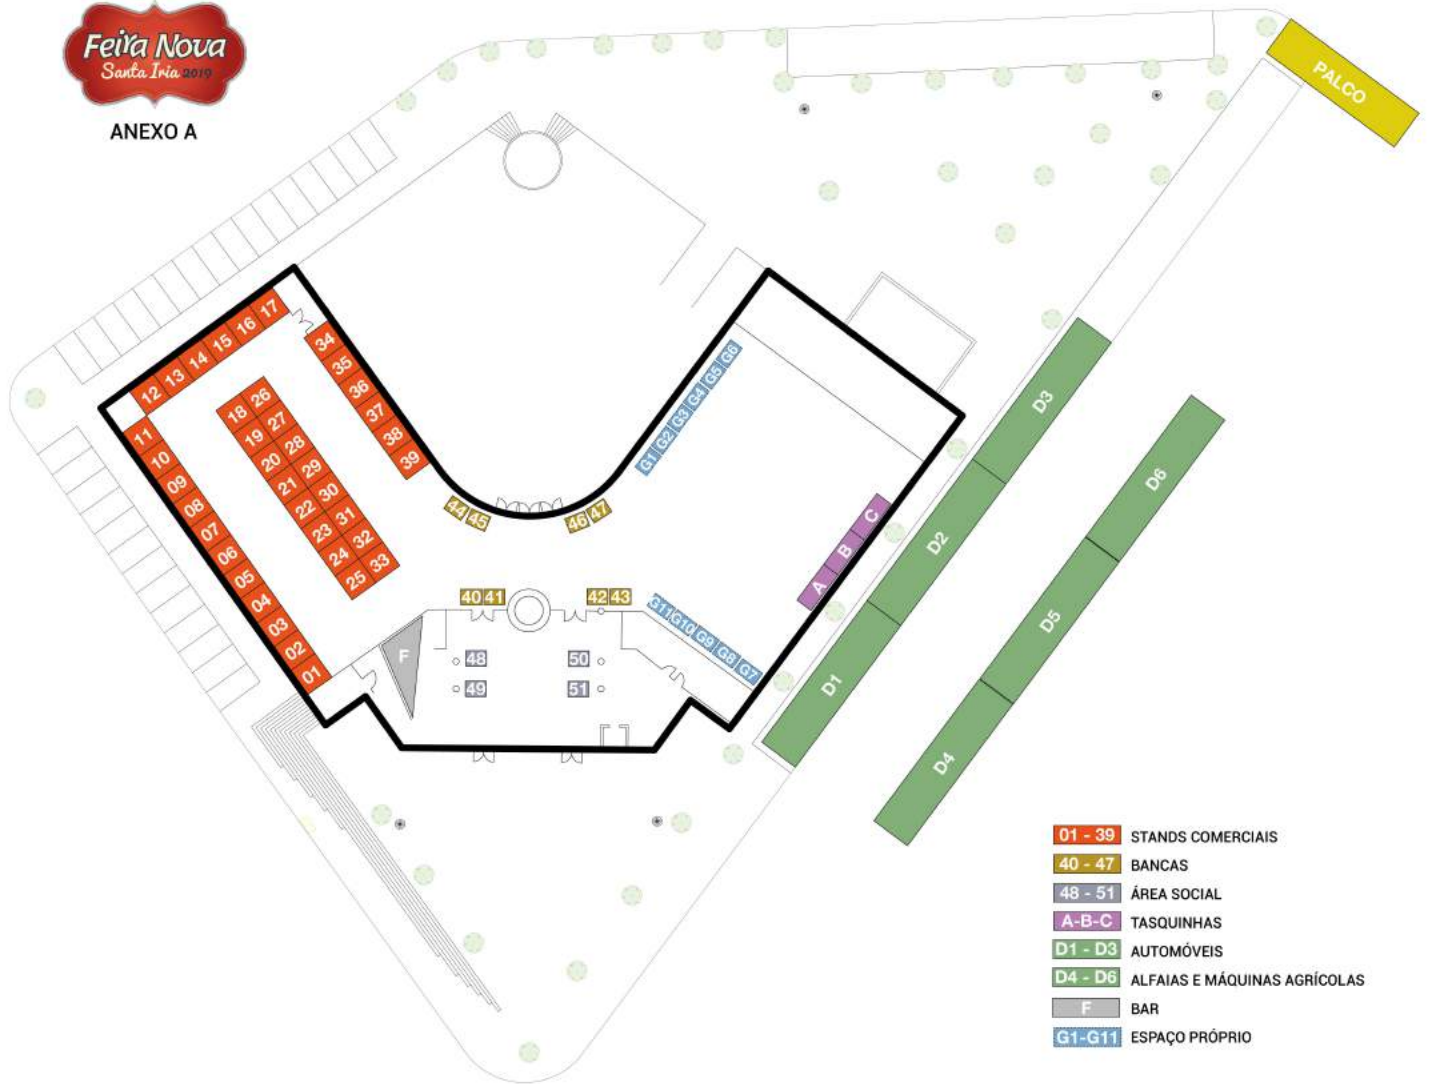 Feira Nova
Santa Iria 2019
ANEXO A
PALCO
17
16
15
14
13
12
11
10
09
08
07
06
05
04
03
02
01
34
35
36
37
38
39
18 26
19 27
20 28
21 29
22 30
23 31
24 32
25 33
G6
G5
G4
G3
G2
G1
44 45
46 47
40 41
42 43
G11 G10 G9 G8 G7
C
B
A
F
48
50
49
51
D3
D2
D1
D6
D5
D4
01 - 39 STANDS COMERCIAIS
40 - 47 BANCAS
48 - 51 ÁREA SOCIAL
A-B-C TASQUINHAS
D1 - D3 AUTOMÓVEIS
D4 - D6 ALFAIAS E MÁQUINAS AGRÍCOLAS
F BAR
G1-G11 ESPAÇO PRÓPRIO